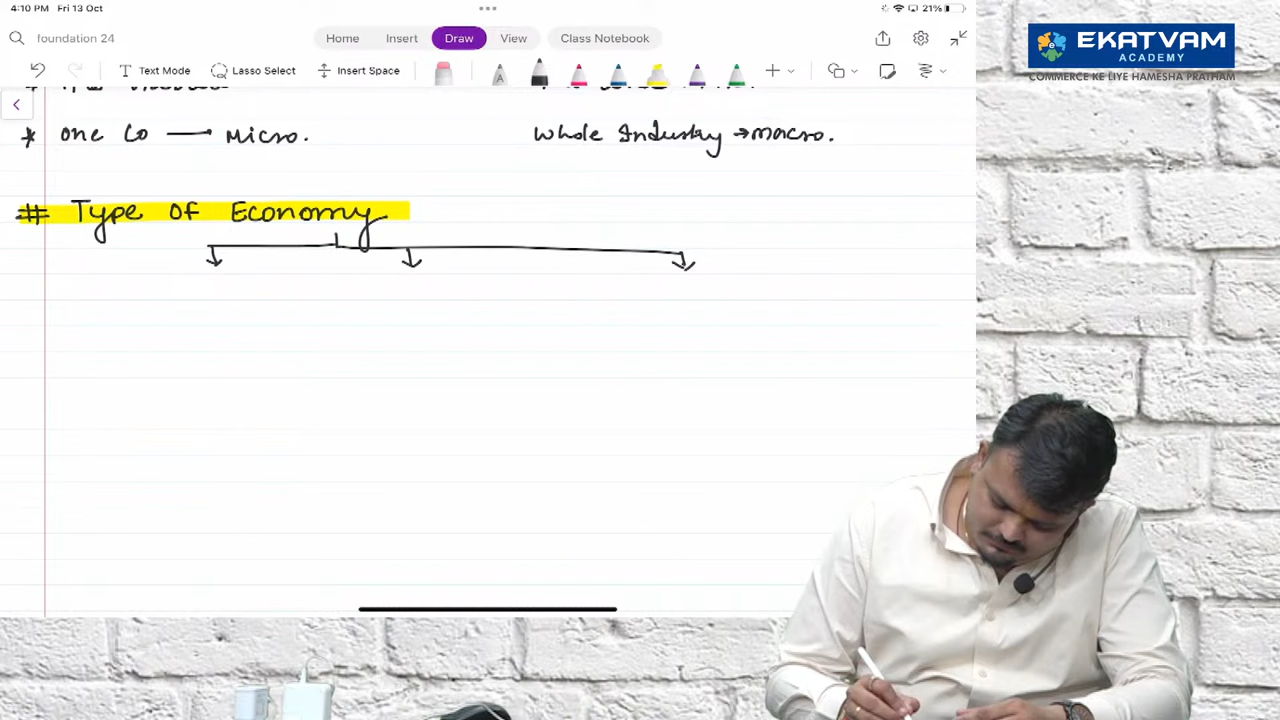 4:10 PM Fri 13 Oct
21%
foundation 24
Home Insert Draw View Class Notebook
Text Mode Lasso Select Insert Space
EKATVAM
ACADEMY
COMMERCE KE LIYE HAMESHA PRATHAM
* One Co — Micro.
Whole Industry → macro.
# Type Of Economy